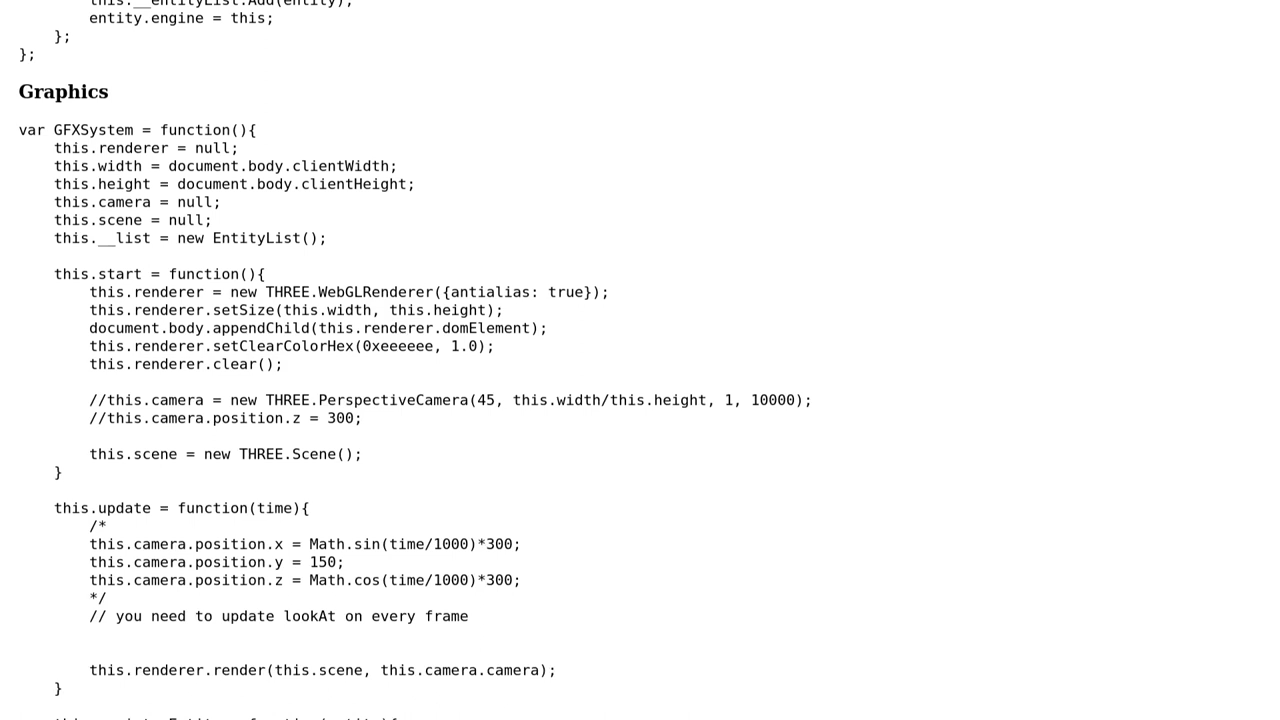 this.__entityList.Add(entity);
        entity.engine = this;
    };
};
Graphics
var GFXSystem = function(){
    this.renderer = null;
    this.width = document.body.clientWidth;
    this.height = document.body.clientHeight;
    this.camera = null;
    this.scene = null;
    this.__list = new EntityList();

    this.start = function(){
        this.renderer = new THREE.WebGLRenderer({antialias: true});
        this.renderer.setSize(this.width, this.height);
        document.body.appendChild(this.renderer.domElement);
        this.renderer.setClearColorHex(0xeeeeee, 1.0);
        this.renderer.clear();

        //this.camera = new THREE.PerspectiveCamera(45, this.width/this.height, 1, 10000);
        //this.camera.position.z = 300;

        this.scene = new THREE.Scene();
    }

    this.update = function(time){
        /*
        this.camera.position.x = Math.sin(time/1000)*300;
        this.camera.position.y = 150;
        this.camera.position.z = Math.cos(time/1000)*300;
        */
        // you need to update lookAt on every frame


        this.renderer.render(this.scene, this.camera.camera);
    }